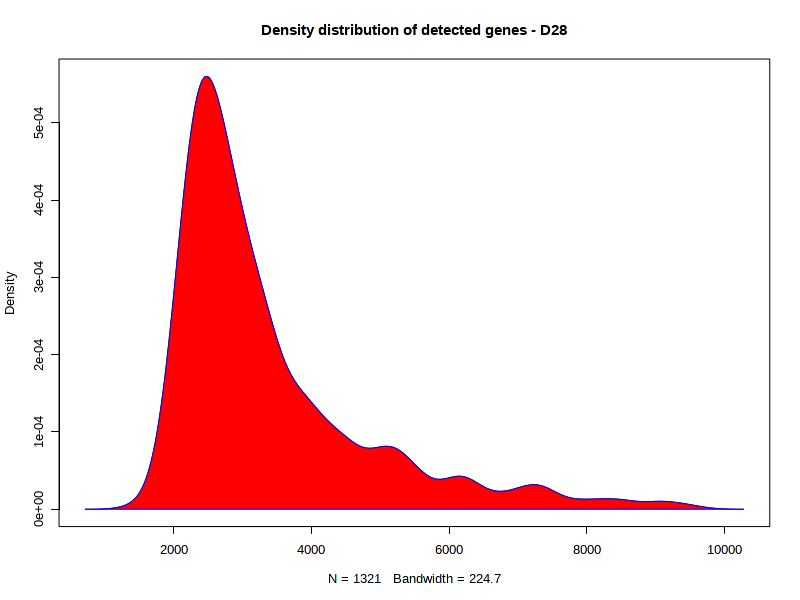 Density distribution of detected genes - D28
Density
5e-04
4e-04
3e-04
2e-04
1e-04
0e+00
2000 4000 6000 8000 10000
N = 1321 Bandwidth = 224.7